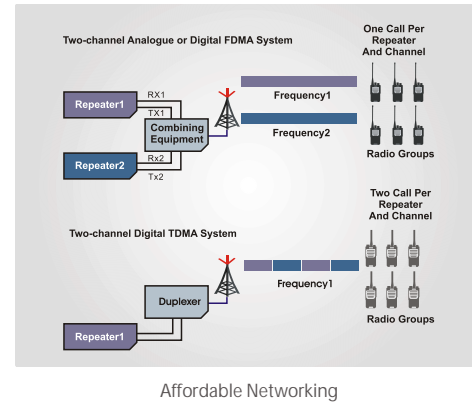 Two-channel Analogue or Digital FDMA System
One Call Per
Repeater
And Channel
Repeater1
RX1
TX1
Combining
Equipment
Repeater2
Rx2
Tx2
Frequency1
Frequency2
Radio Groups
Two-channel Digital TDMA System
Two Call Per
Repeater
And Channel
Duplexer
Repeater1
Frequency1
Radio Groups
Affordable Networking